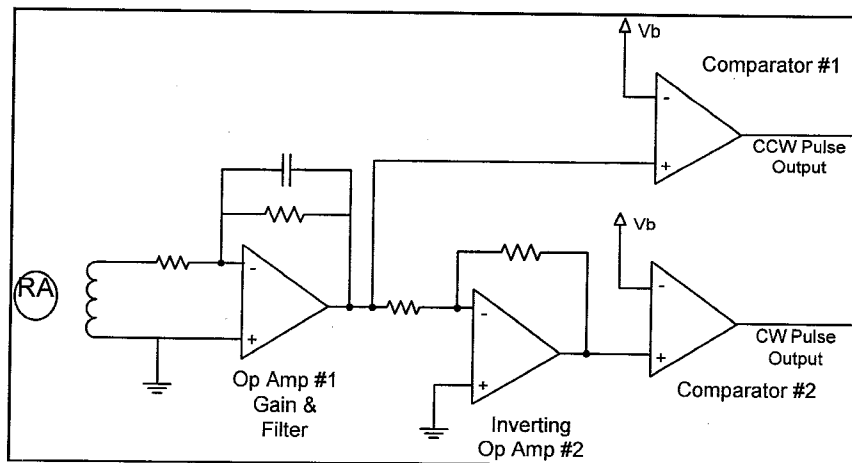 Vb
Comparator #1
-
+
CCW Pulse
Output
RA
-
+
Op Amp #1
Gain &
Filter
-
+
Inverting
Op Amp #2
Vb
-
+
CW Pulse
Output
Comparator #2